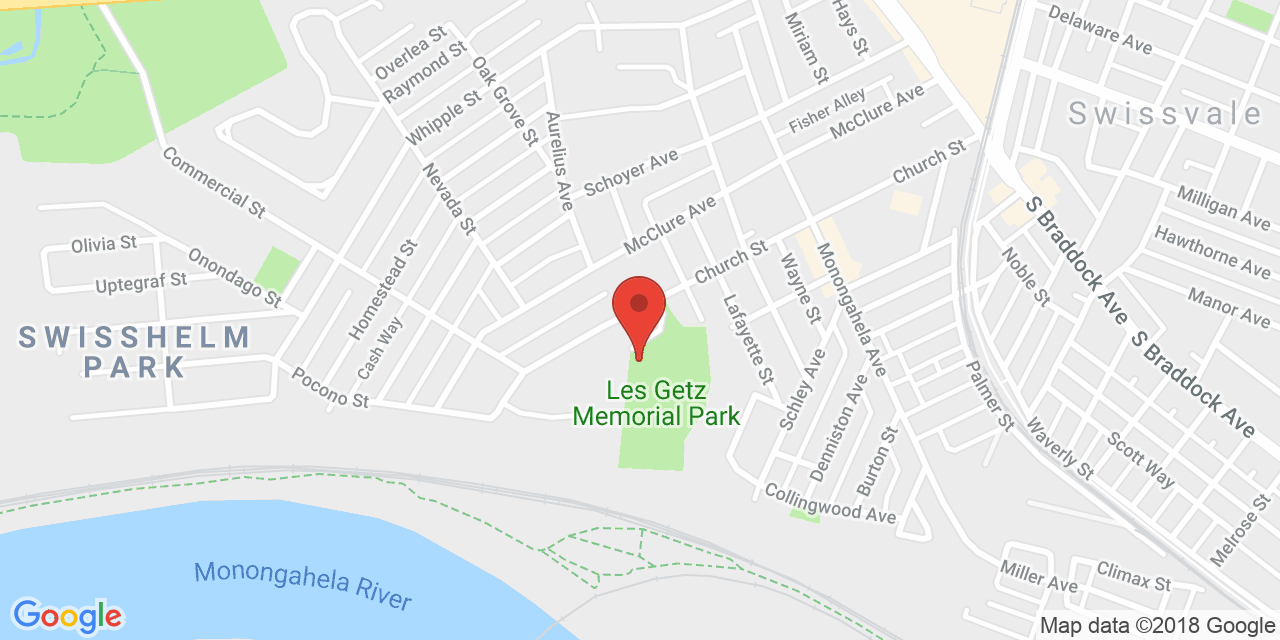 Hays St
Delaware Ave
Miriam St
Overlea St
Raymond St
Oak Grove St
Whipple St
Aurelius Ave
Fisher Alley
McClure Ave
Swissvale
Commercial St
Nevada St
Schoyer Ave
Church St
S Braddock Ave
Milligan Ave
McClure Ave
Olivia St
Onondago St
Uptegraf St
Homestead St
Church St
Wayne St
Monongahela Ave
Noble St
Hawthorne Ave
Manor Ave
SWISSHELM
PARK
Cash Way
Lafayette St
S Braddock Ave
Pocono St
Les Getz
Memorial Park
Schley Ave
Denniston Ave
Burton St
Palmer St
Waverly St
Scott Way
Collingwood Ave
Melrose St
Monongahela River
Miller Ave
Climax St
Google
Map data ©2018 Google